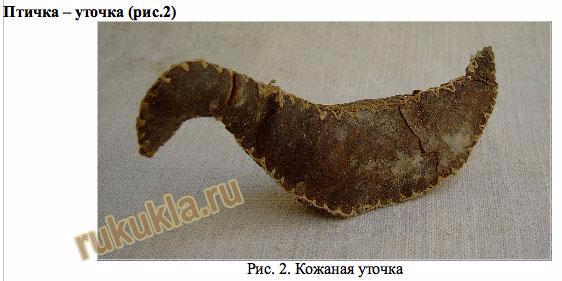 Птичка – уточка (рис.2)
rukukla.ru
Рис. 2. Кожаная уточка